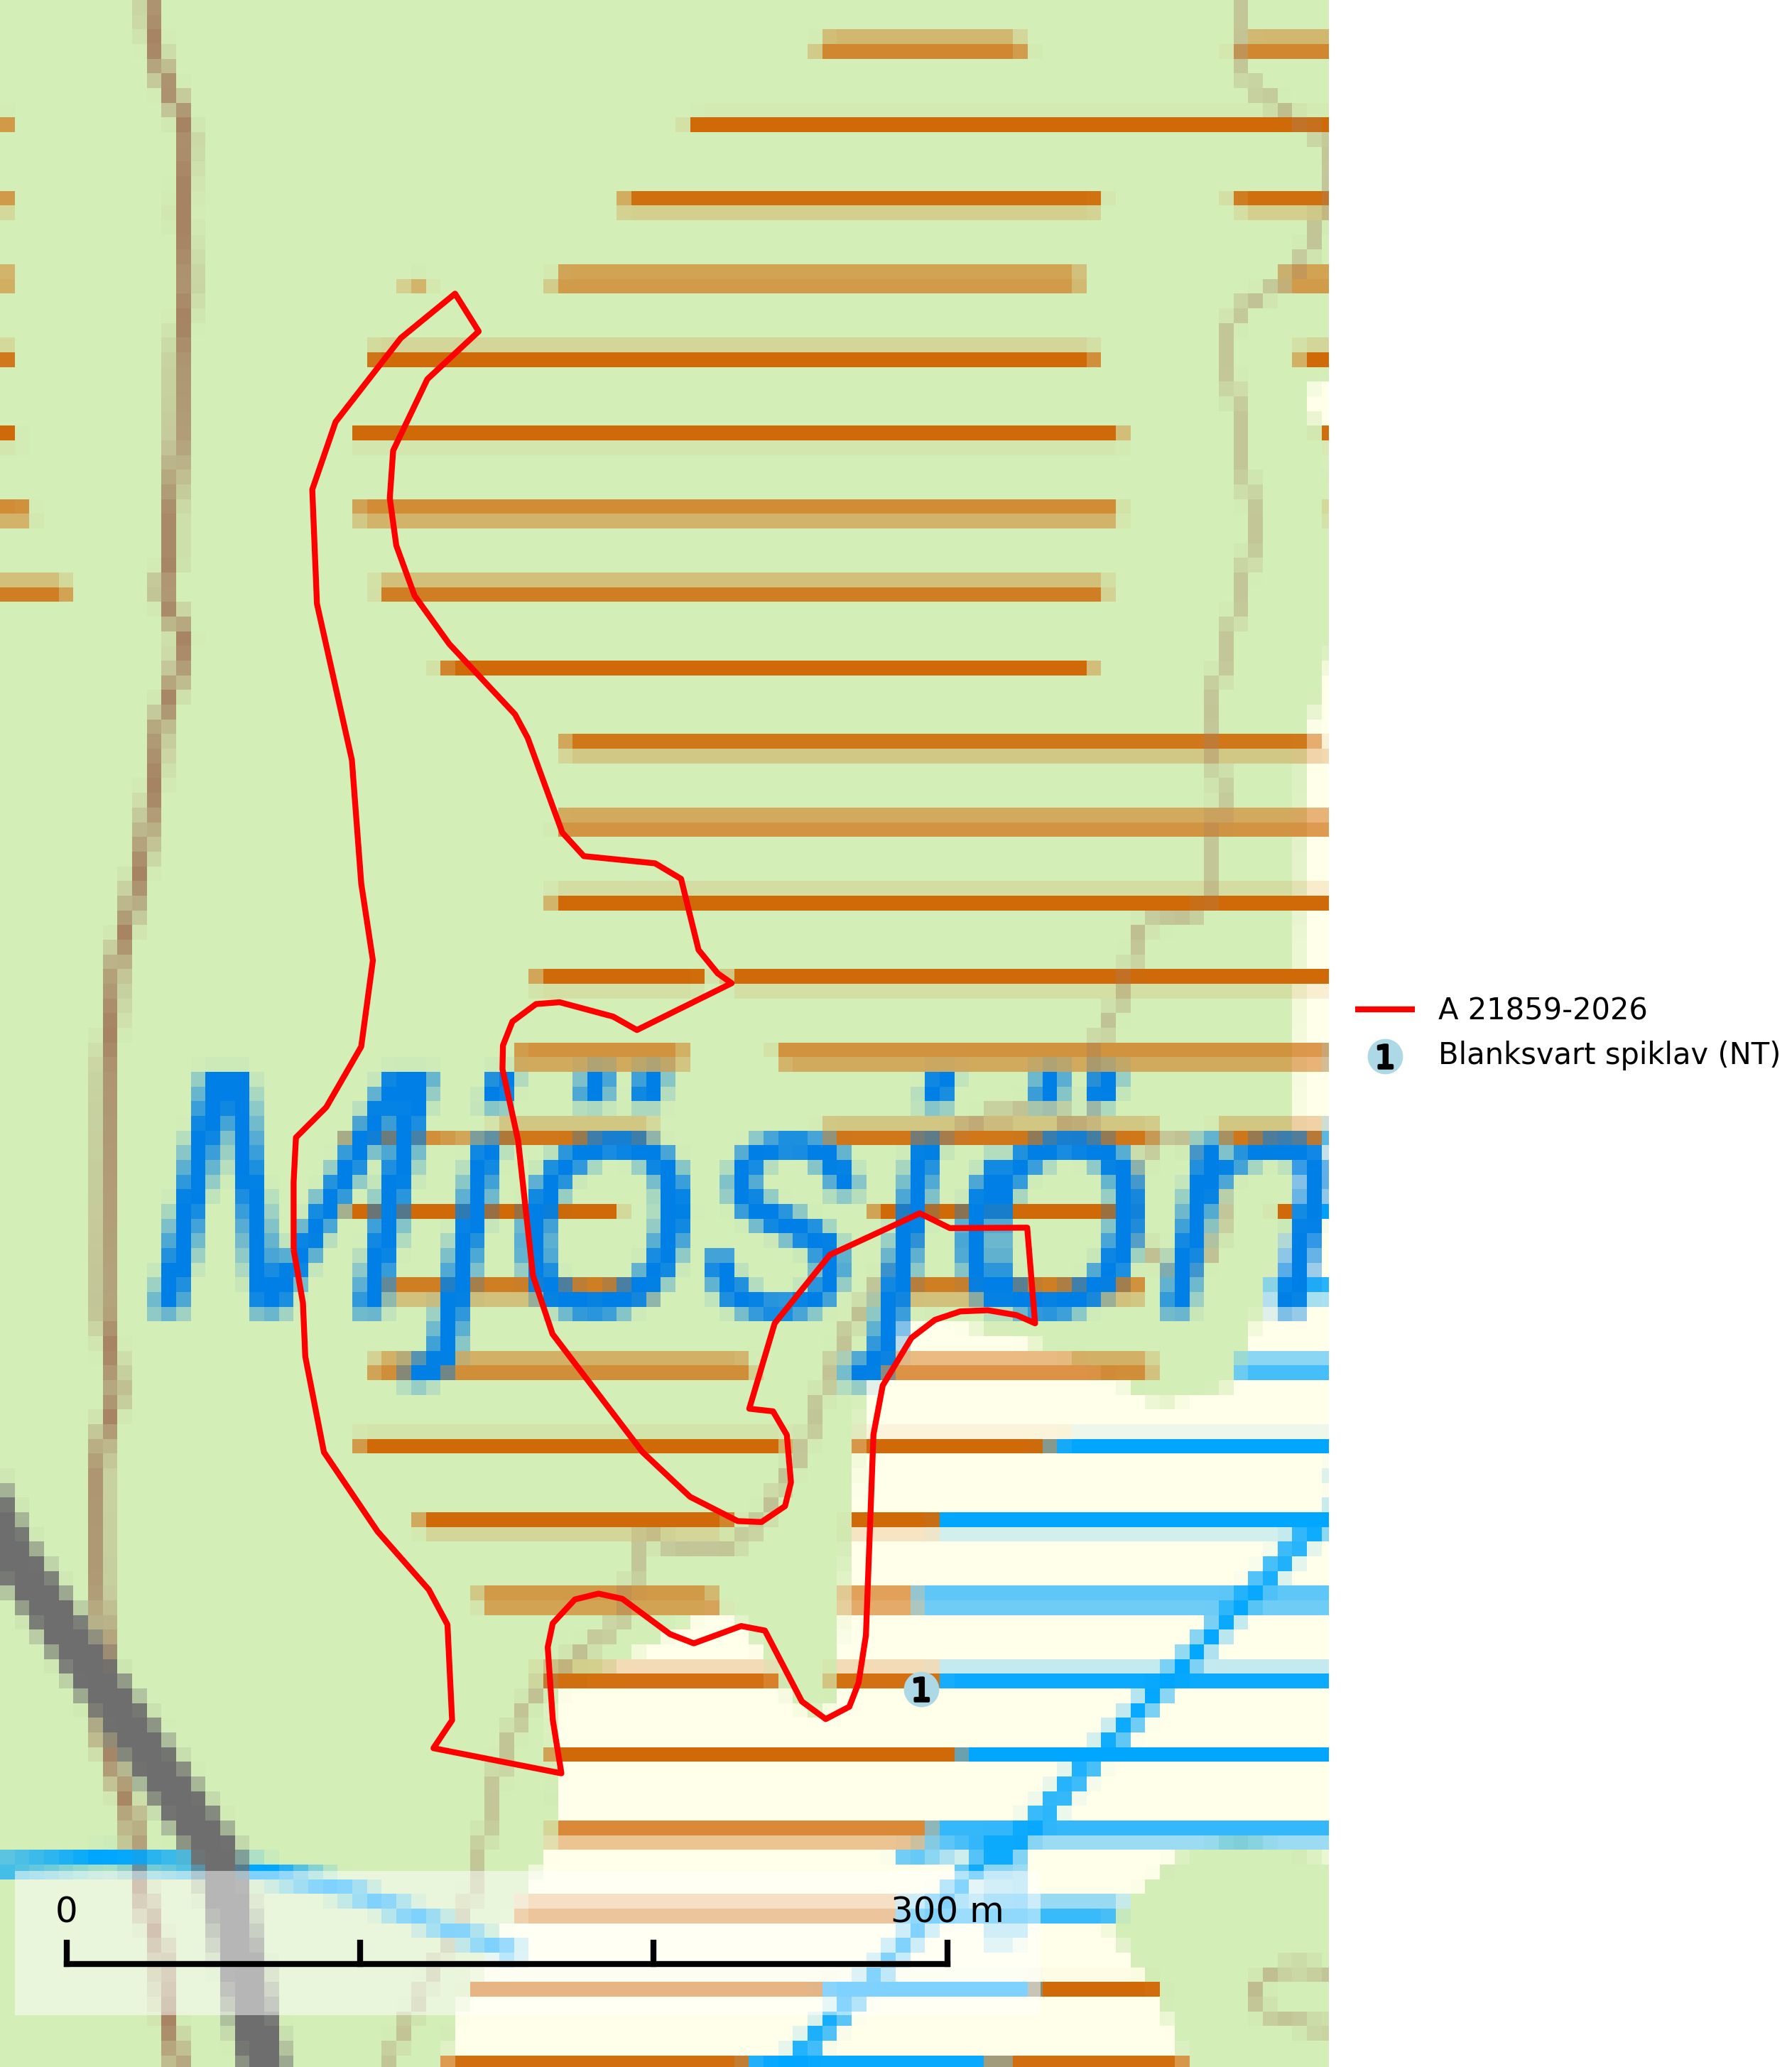 A 21859-2026
1 Blanksvart spiklav (NT)
Mjösjön
1
0 300 m